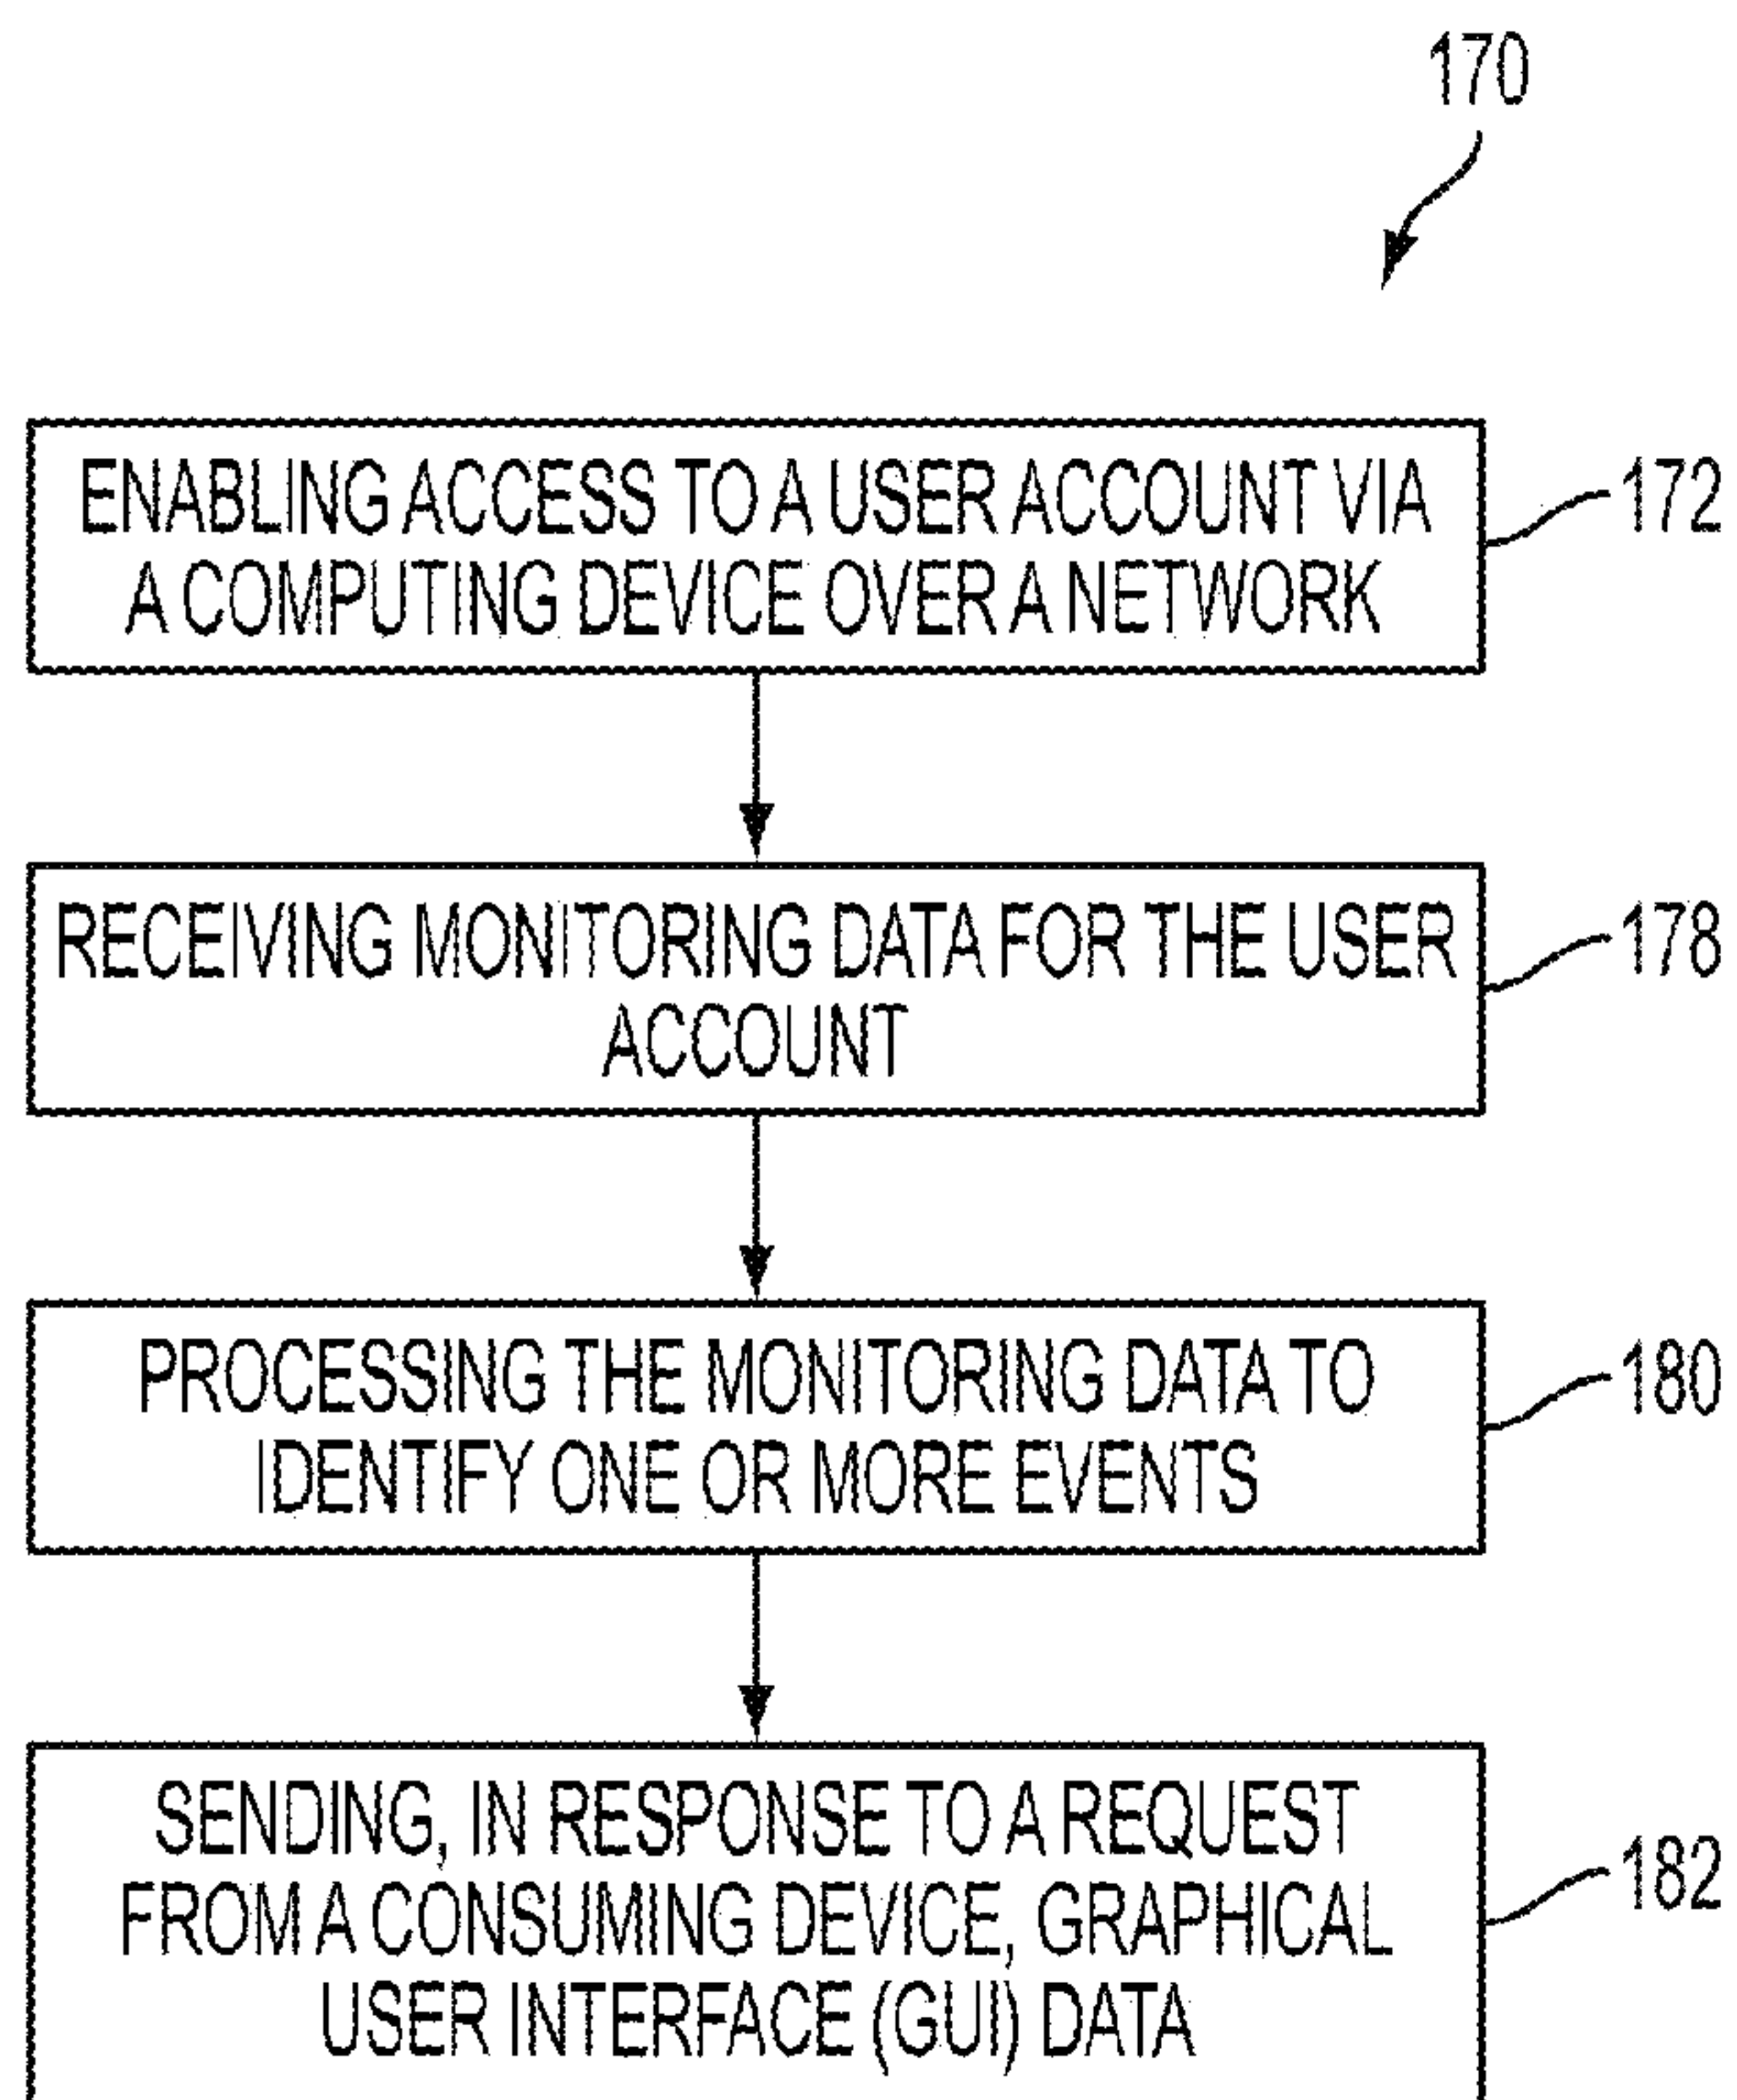 170
ENABLING ACCESS TO A USER ACCOUNT VIA
A COMPUTING DEVICE OVER A NETWORK
172
RECEIVING MONITORING DATA FOR THE USER
ACCOUNT
178
PROCESSING THE MONITORING DATA TO
IDENTIFY ONE OR MORE EVENTS
180
SENDING, IN RESPONSE TO A REQUEST
FROM A CONSUMING DEVICE, GRAPHICAL
USER INTERFACE (GUI) DATA
182